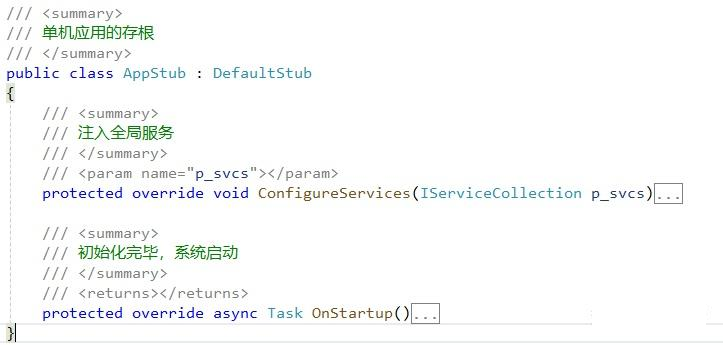 /// <summary>
/// 单机应用的存根
/// </summary>
public class AppStub : DefaultStub
{
/// <summary>
/// 注入全局服务
/// </summary>
/// <param name="p_svcs"></param>
protected override void ConfigureServices(IServiceCollection p_svcs)...
/// <summary>
/// 初始化完毕，系统启动
/// </summary>
/// <returns></returns>
protected override async Task OnStartup()...
}